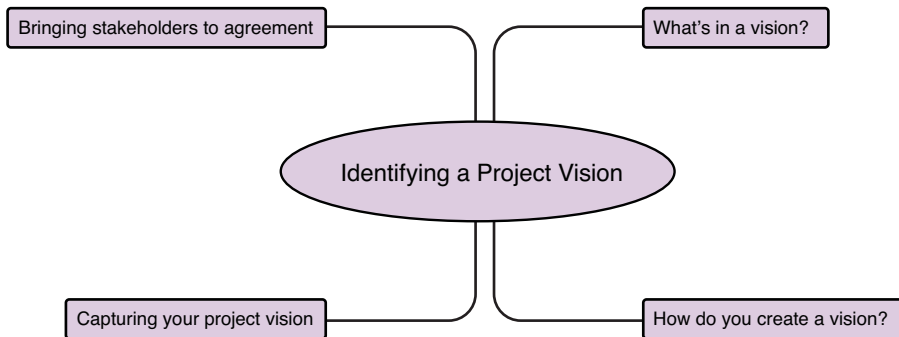 Bringing stakeholders to agreement
What’s in a vision?
Identifying a Project Vision
Capturing your project vision
How do you create a vision?